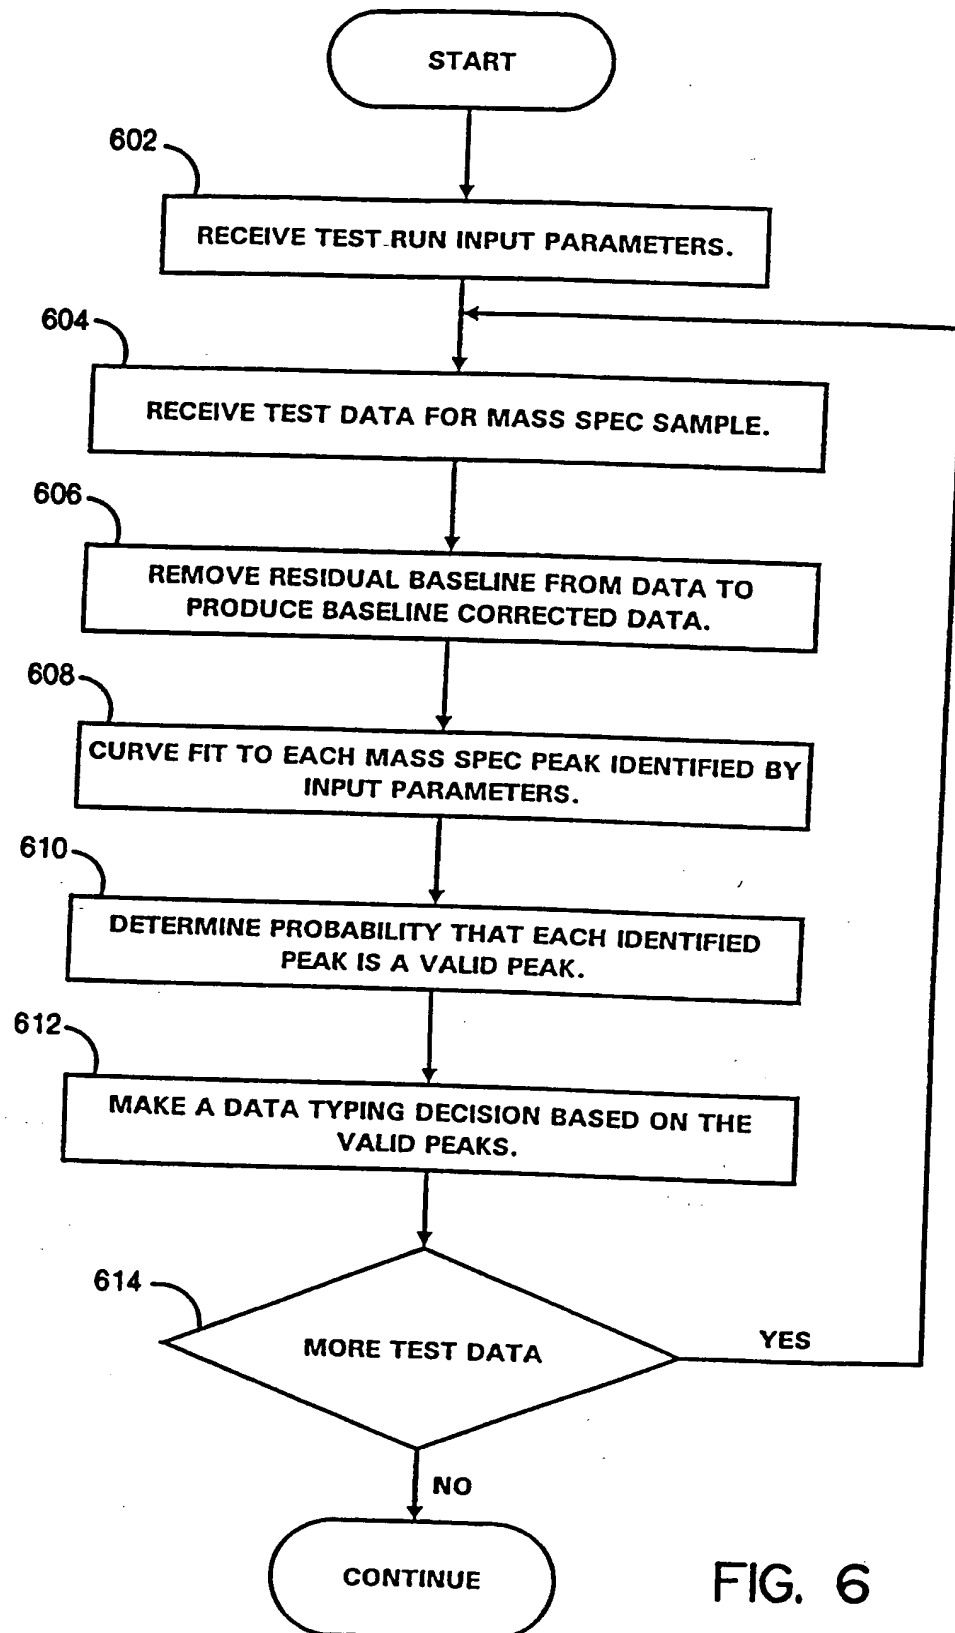 START
602
RECEIVE TEST RUN INPUT PARAMETERS.
604
RECEIVE TEST DATA FOR MASS SPEC SAMPLE.
606
REMOVE RESIDUAL BASELINE FROM DATA TO
PRODUCE BASELINE CORRECTED DATA.
608
CURVE FIT TO EACH MASS SPEC PEAK IDENTIFIED BY
INPUT PARAMETERS.
610
DETERMINE PROBABILITY THAT EACH IDENTIFIED
PEAK IS A VALID PEAK.
612
MAKE A DATA TYPING DECISION BASED ON THE
VALID PEAKS.
614
MORE TEST DATA
YES
NO
CONTINUE
FIG. 6